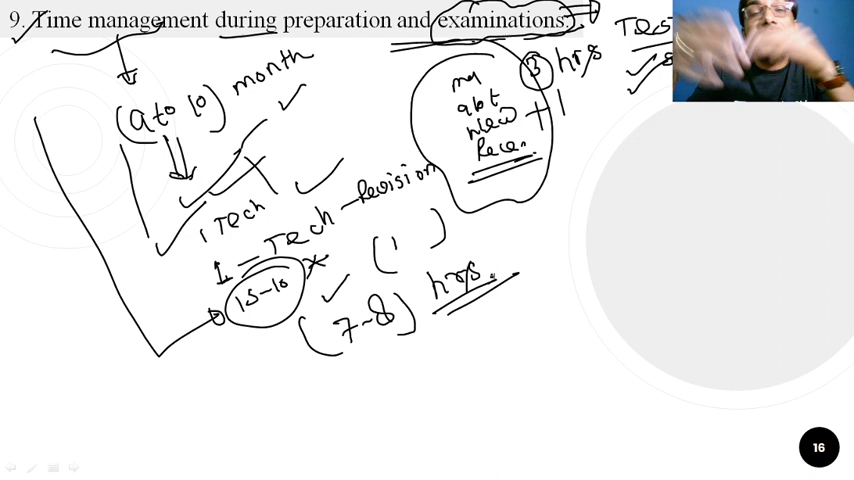 9. Time management during preparation and examinations.
(9 to 10) month
3 hrs
+ 1
1 Tech
1 = Tech - Revision
15-10
( 1 )
(7-8) hrs.
16